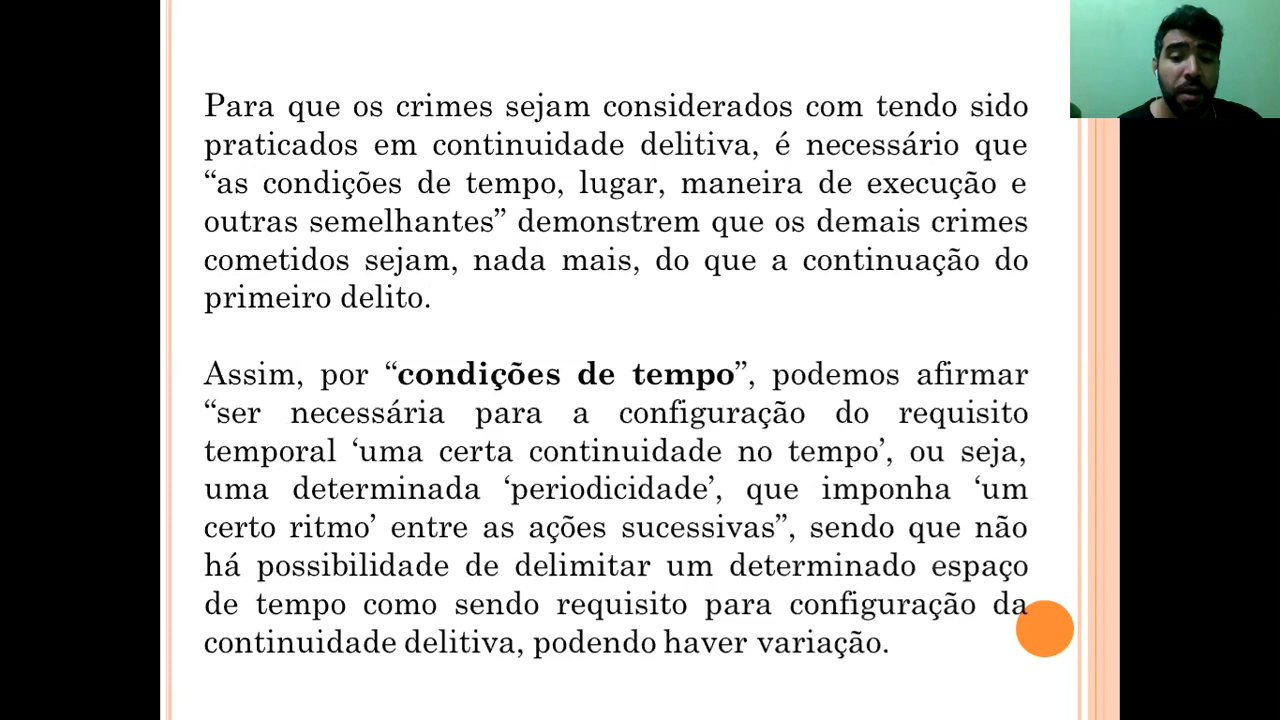 Para que os crimes sejam considerados com tendo sido
praticados em continuidade delitiva, é necessário que
“as condições de tempo, lugar, maneira de execução e
outras semelhantes” demonstrem que os demais crimes
cometidos sejam, nada mais, do que a continuação do
primeiro delito.
Assim, por “condições de tempo”, podemos afirmar
“ser necessária para a configuração do requisito
temporal ‘uma certa continuidade no tempo’, ou seja,
uma determinada ‘periodicidade’, que imponha ‘um
certo ritmo’ entre as ações sucessivas”, sendo que não
há possibilidade de delimitar um determinado espaço
de tempo como sendo requisito para configuração da
continuidade delitiva, podendo haver variação.